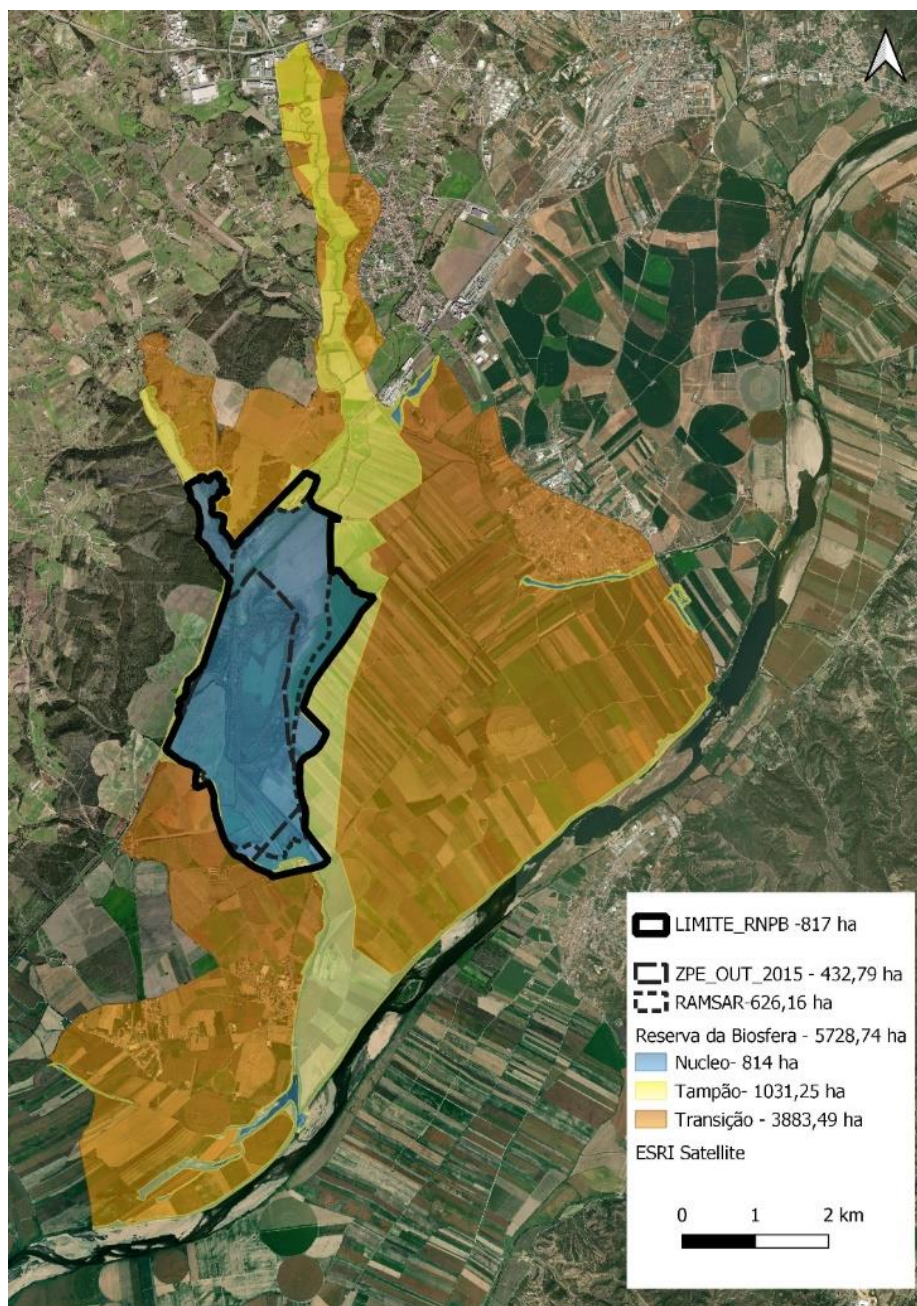 LIMITE_RNPB -817 ha
ZPE_OUT_2015 - 432,79 ha
RAMSAR-626,16 ha
Reserva da Biosfera - 5728,74 ha
Nucleo- 814 ha
Tampão- 1031,25 ha
Transição - 3883,49 ha
ESRI Satellite
0 1 2 km